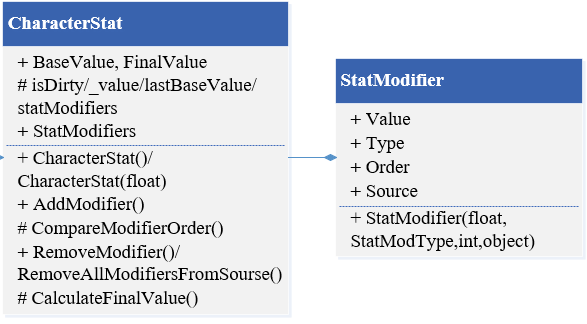 CharacterStat
+ BaseValue, FinalValue
# isDirty/_value/lastBaseValue/
statModifiers
+ StatModifiers
+ CharacterStat()/
CharacterStat(float)
+ AddModifier()
# CompareModifierOrder()
+ RemoveModifier()/
RemoveAllModifiersFromSourse()
# CalculateFinalValue()
StatModifier
+ Value
+ Type
+ Order
+ Source
+ StatModifier(float,
StatModType,int,object)